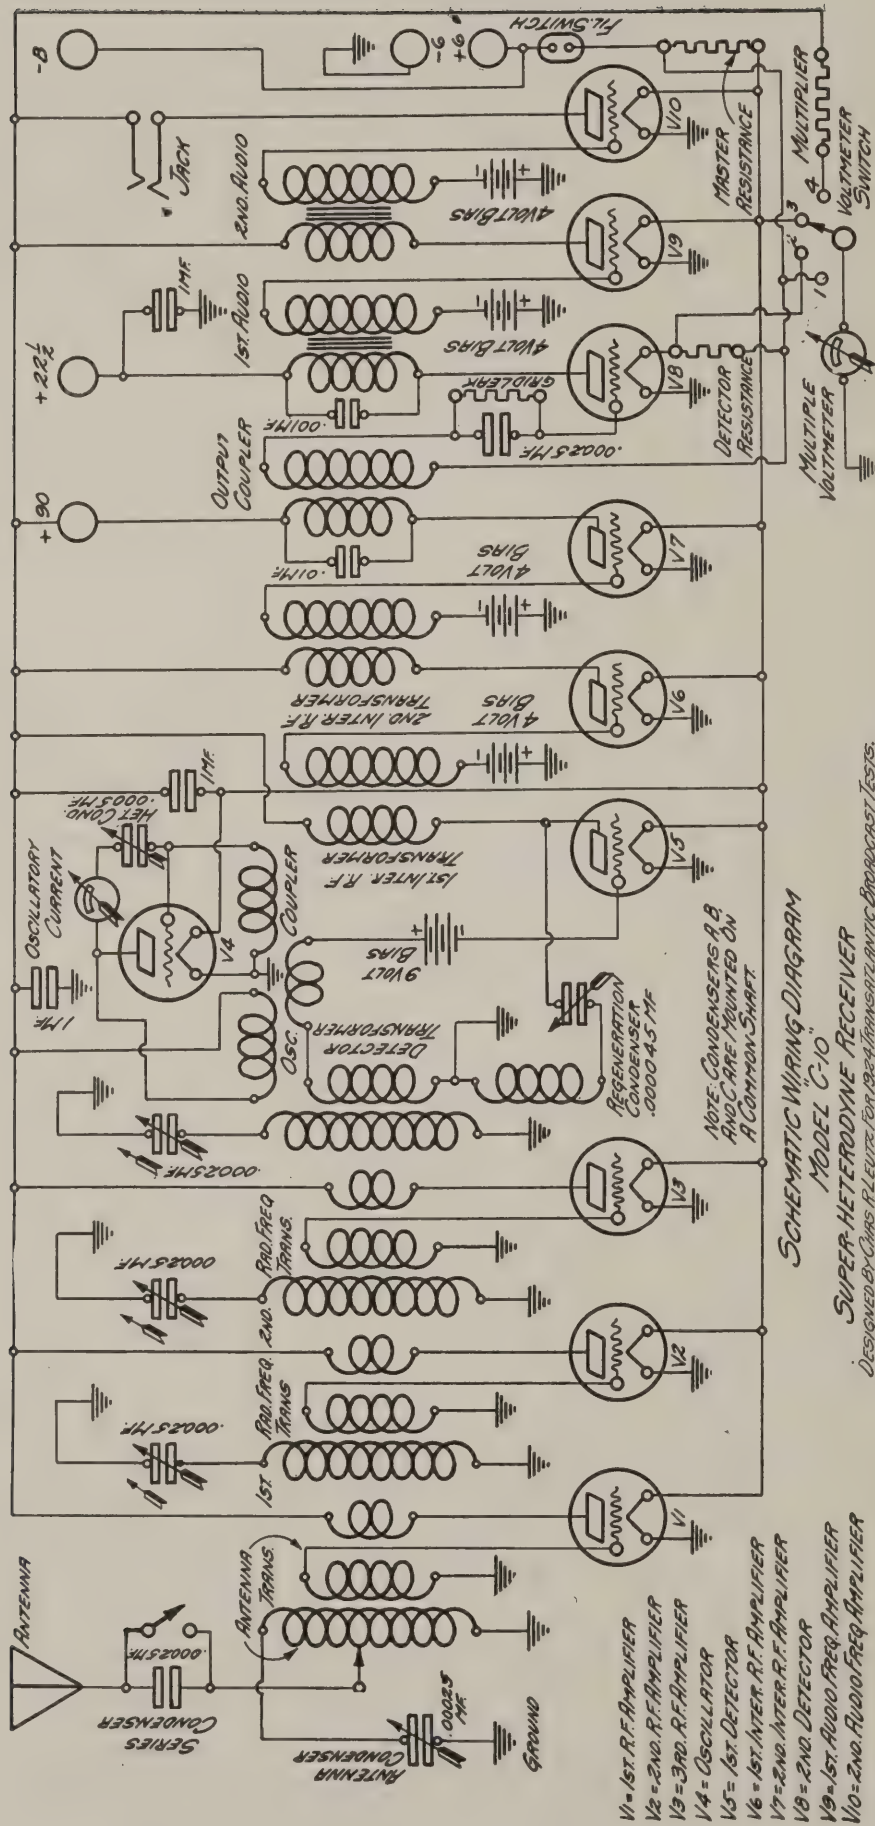 ANTENNA
SERIES
CONDENSER
.00025 MF.
ANTENNA
TRANS.
ANTENNA
CONDENSER
.00025
MF.
GROUND
V1
1ST. RAD. FREQ.
TRANS
.00025 MF.
V2
2ND. RAD. FREQ
TRANS.
.00025 MF.
V3
.00025 MF.
1 MF.
OSCILLATORY
CURRENT
HET. COND.
.0005 MF.
1 MF.
V4
OSC.
COUPLER
DETECTOR
TRANSFORMER
9 VOLT
BIAS
REGENERATION
CONDENSER
.000045 MF
1ST. INTER. R.F.
TRANSFORMER
V5
4 VOLT
BIAS
2ND. INTER R.F.
TRANSFORMER
V6
4 VOLT
BIAS
V7
+90
OUTPUT
COUPLER
.01 MF.
.001 MF.
GRID LEAK
.00025 MF.
V8
DETECTOR
RESISTANCE
+22½
1 MF.
1ST. AUDIO
4 VOLT BIAS
V9
2ND. AUDIO
4 VOLT BIAS
V10
JACK
-8
-6
+6
FIL. SWITCH
MASTER
RESISTANCE
MULTIPLIER
1
2
3
4
VOLTMETER
SWITCH
MULTIPLE
VOLTMETER
NOTE: CONDENSERS A, B,
AND C ARE MOUNTED ON
A COMMON SHAFT.
V1 = 1ST. R.F. AMPLIFIER
V2 = 2ND. R.F. AMPLIFIER
V3 = 3RD. R.F. AMPLIFIER
V4 = OSCILLATOR
V5 = 1ST. DETECTOR
V6 = 1ST. INTER. R.F. AMPLIFIER
V7 = 2ND. INTER. R.F. AMPLIFIER
V8 = 2ND. DETECTOR
V9 = 1ST. AUDIO FREQ. AMPLIFIER
V10 = 2ND. AUDIO FREQ AMPLIFIER
SCHEMATIC WIRING DIAGRAM
MODEL "C-10"
SUPER-HETERODYNE RECEIVER
DESIGNED BY CHAS. R. LEUTZ FOR 1924 TRANSATLANTIC BROADCAST TESTS.